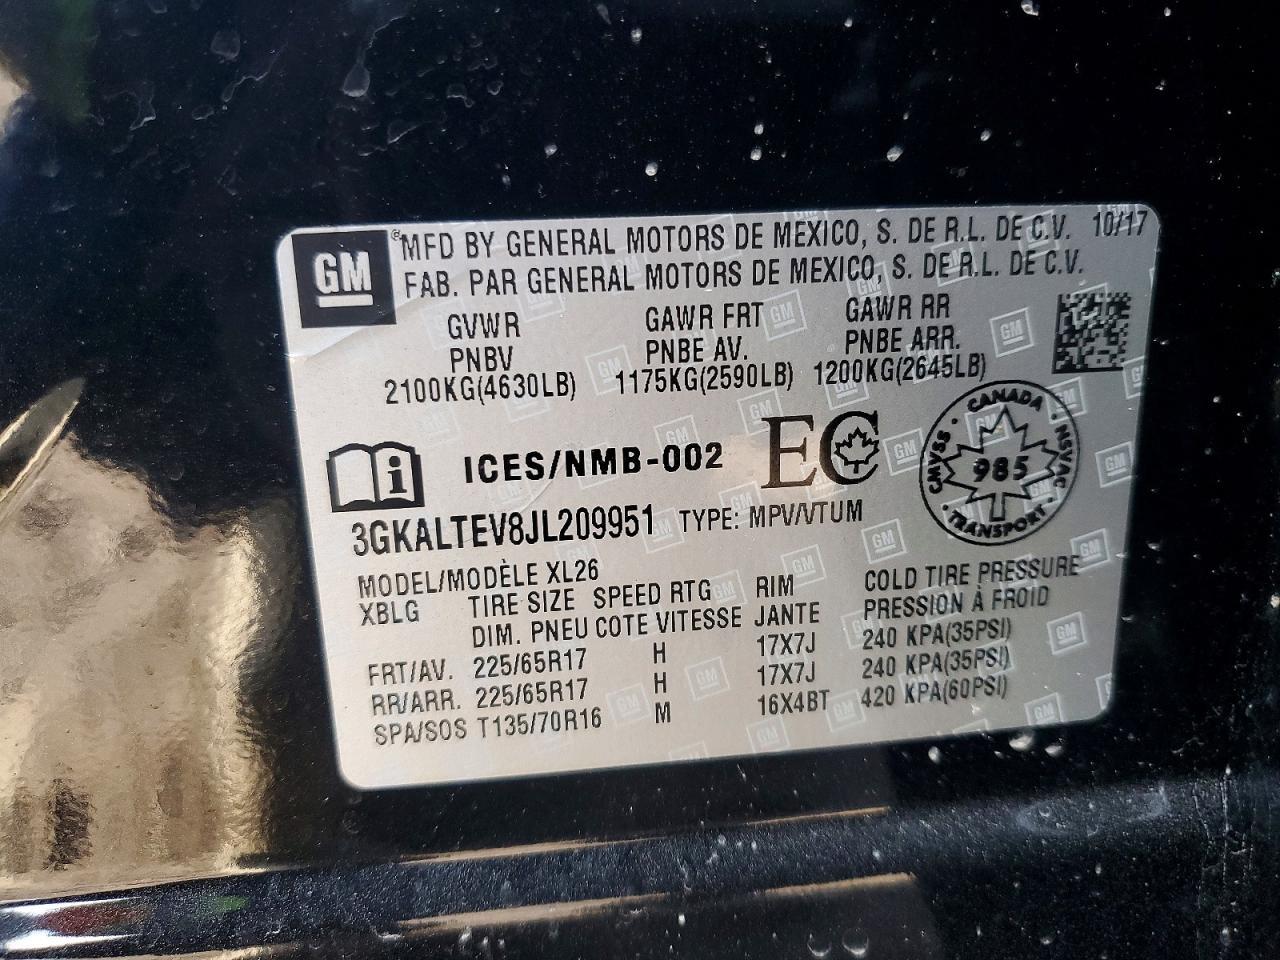 GM
® MFD BY GENERAL MOTORS DE MEXICO, S. DE R.L. DE C.V. 10/17
FAB. PAR GENERAL MOTORS DE MEXICO, S. DE R.L. DE C.V.
GVWR GAWR FRT GAWR RR
PNBV PNBE AV. PNBE ARR.
2100KG(4630LB) 1175KG(2590LB) 1200KG(2645LB)
i ICES/NMB-002 EC
CANADA
CMVSS · NSVAC
985
TRANSPORT
3GKALTEV8JL209951 TYPE: MPV/VTUM
MODEL/MODÈLE XL26
XBLG TIRE SIZE SPEED RTG RIM COLD TIRE PRESSURE
DIM. PNEU COTE VITESSE JANTE PRESSION À FROID
FRT/AV. 225/65R17 H 17X7J 240 KPA(35PSI)
RR/ARR. 225/65R17 H 17X7J 240 KPA(35PSI)
SPA/SOS T135/70R16 M 16X4BT 420 KPA(60PSI)